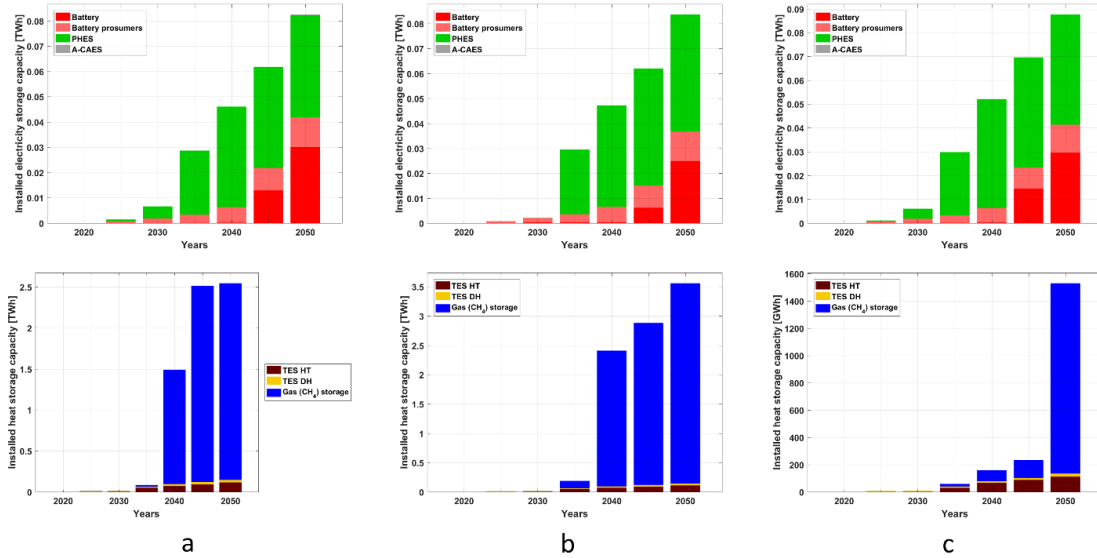 Installed electricity storage capacity [TWh]
0.08
0.07
0.06
0.05
0.04
0.03
0.02
0.01
0
Battery
Battery prosumers
PHES
A-CAES
2020 2030 2040 2050
Years
Installed electricity storage capacity [TWh]
0.08
0.07
0.06
0.05
0.04
0.03
0.02
0.01
0
Battery
Battery prosumers
PHES
A-CAES
2020 2030 2040 2050
Years
Installed electricity storage capacity [TWh]
0.09
0.08
0.07
0.06
0.05
0.04
0.03
0.02
0.01
0
Battery
Battery prosumers
PHES
A-CAES
2020 2030 2040 2050
Years
Installed heat storage capacity [TWh]
2.5
2
1.5
1
0.5
0
TES HT
TES DH
Gas (CH₄) storage
2020 2030 2040 2050
Years
Installed heat storage capacity [TWh]
3.5
3
2.5
2
1.5
1
0.5
0
TES HT
TES DH
Gas (CH₄) storage
2020 2030 2040 2050
Years
Installed heat storage capacity [GWh]
1600
1400
1200
1000
800
600
400
200
0
TES HT
TES DH
Gas (CH₄) storage
2020 2030 2040 2050
Years
a b c